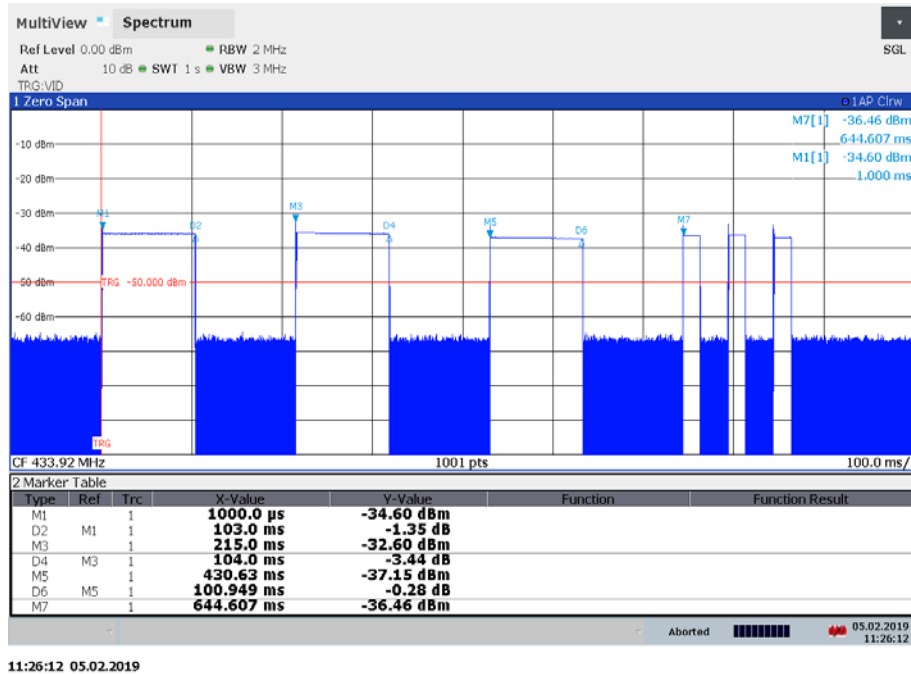 MultiView Spectrum
Ref Level 0.00 dBm RBW 2 MHz SGL
Att 10 dB SWT 1 s VBW 3 MHz
TRG:VID
1 Zero Span 1AP Clrw
M7[1] -36.46 dBm
644.607 ms
M1[1] -34.60 dBm
1.000 ms
-10 dBm
-20 dBm
-30 dBm
M1 D2 M3 D4 M5 D6 M7
-40 dBm
-50 dBm TRG -50.000 dBm
-60 dBm
TRG
CF 433.92 MHz 1001 pts 100.0 ms/
2 Marker Table
Type Ref Trc X-Value Y-Value Function Function Result
M1 1 1000.0 µs -34.60 dBm
D2 M1 1 103.0 ms -1.35 dB
M3 1 215.0 ms -32.60 dBm
D4 M3 1 104.0 ms -3.44 dB
M5 1 430.63 ms -37.15 dBm
D6 M5 1 100.949 ms -0.28 dB
M7 1 644.607 ms -36.46 dBm
Aborted 05.02.2019
11:26:12
11:26:12 05.02.2019